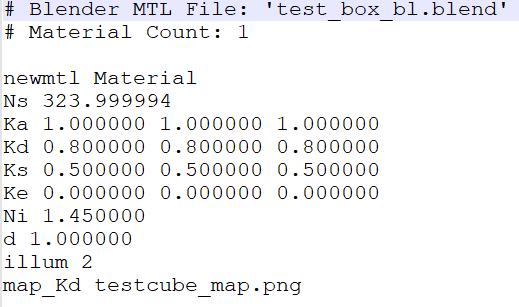 # Blender MTL File: 'test_box_bl.blend'
# Material Count: 1
newmtl Material
Ns 323.999994
Ka 1.000000 1.000000 1.000000
Kd 0.800000 0.800000 0.800000
Ks 0.500000 0.500000 0.500000
Ke 0.000000 0.000000 0.000000
Ni 1.450000
d 1.000000
illum 2
map_Kd testcube_map.png